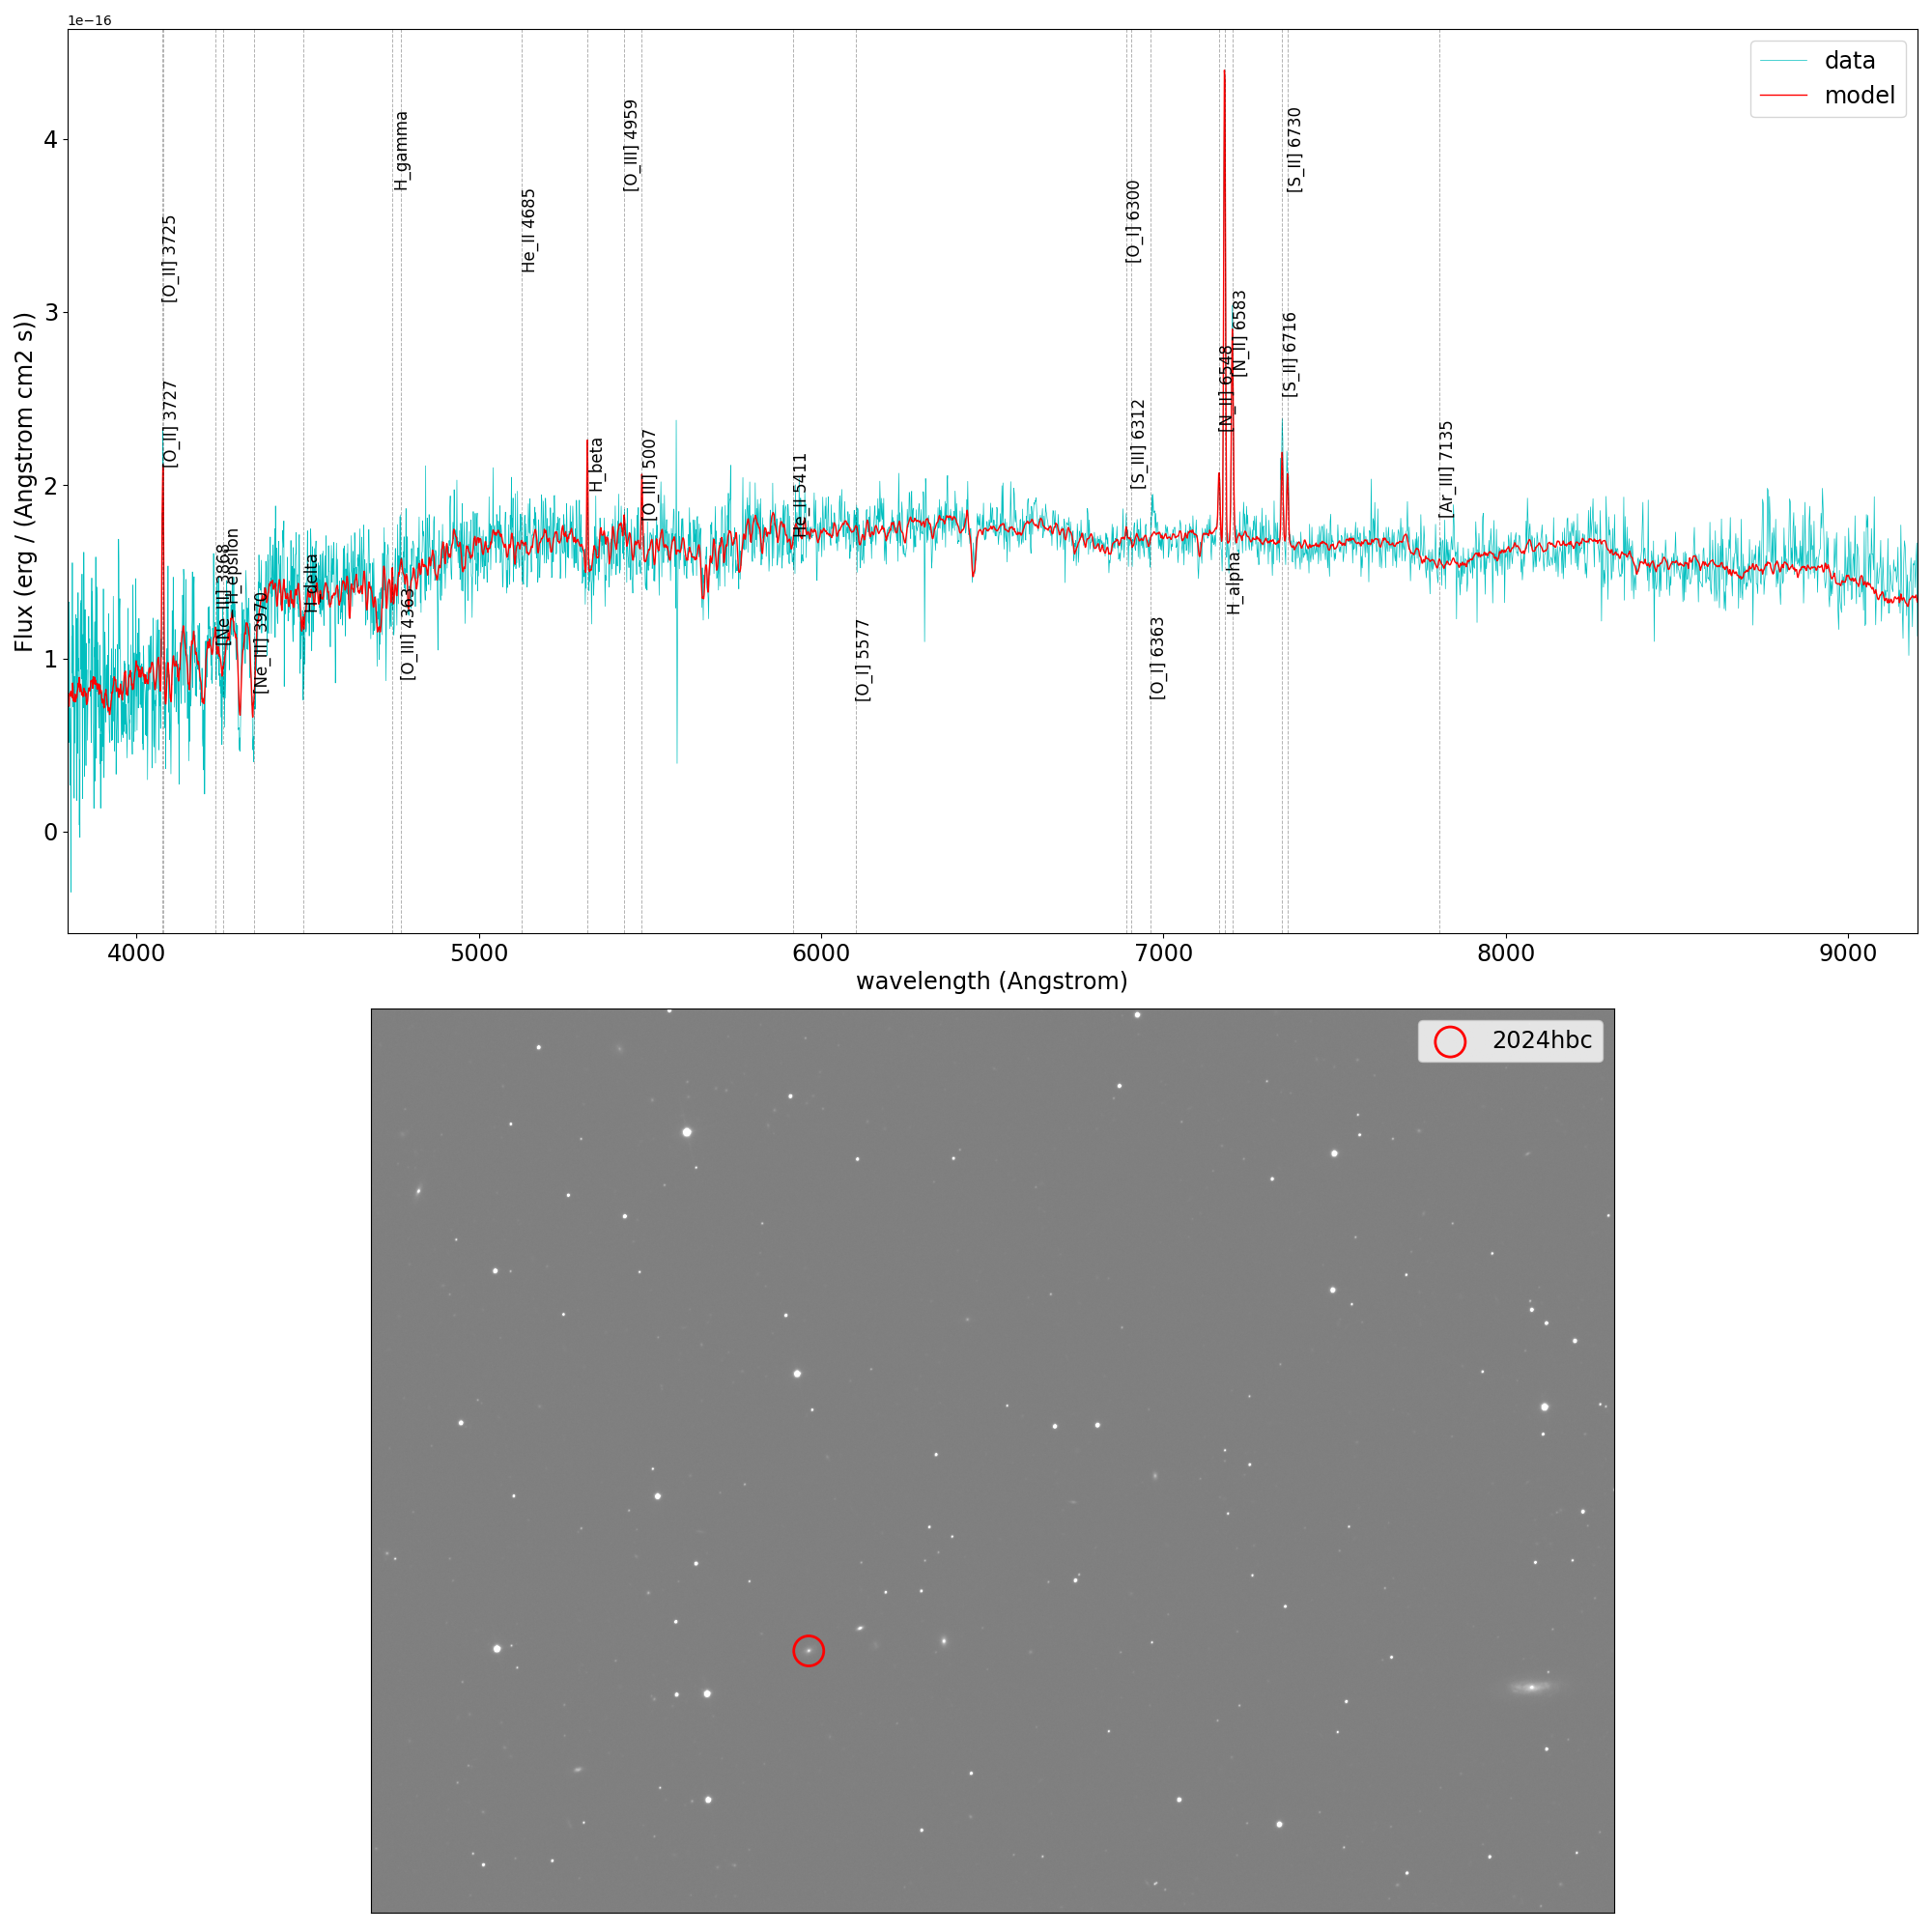 1e−16
data
model
Flux (erg / (Angstrom cm2 s))
4
3
2
1
0
[O_II] 3725
[O_II] 3727
[Ne_III] 3868
H_epsilon
[Ne_III] 3970
H_delta
H_gamma
[O_III] 4363
He_II 4685
H_beta
[O_III] 4959
[O_III] 5007
He_II 5411
[O_I] 5577
[O_I] 6300
[S_III] 6312
[O_I] 6363
[N_II] 6548
H_alpha
[N_II] 6583
[S_II] 6716
[S_II] 6730
[Ar_III] 7135
4000 5000 6000 7000 8000 9000
wavelength (Angstrom)
2024hbc